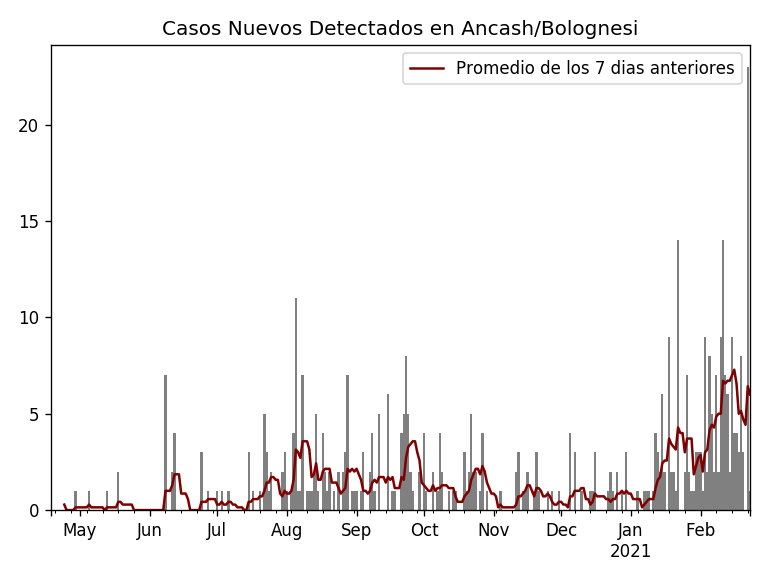 Casos Nuevos Detectados en Ancash/Bolognesi
Promedio de los 7 dias anteriores
20
15
10
5
0
May Jun Jul Aug Sep Oct Nov Dec Jan Feb
2021